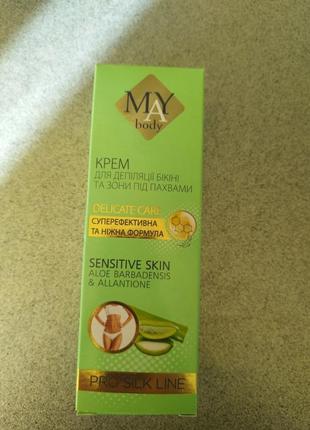 MAY
body
КРЕМ
ДЛЯ ДЕПІЛЯЦІЇ БІКІНІ
ТА ЗОНИ ПІД ПАХВАМИ
DELICATE CARE
СУПЕРЕФЕКТИВНА
ТА НІЖНА ФОРМУЛА
SENSITIVE SKIN
ALOE BARBADENSIS
& ALLANTIONE
PRO SILK LINE